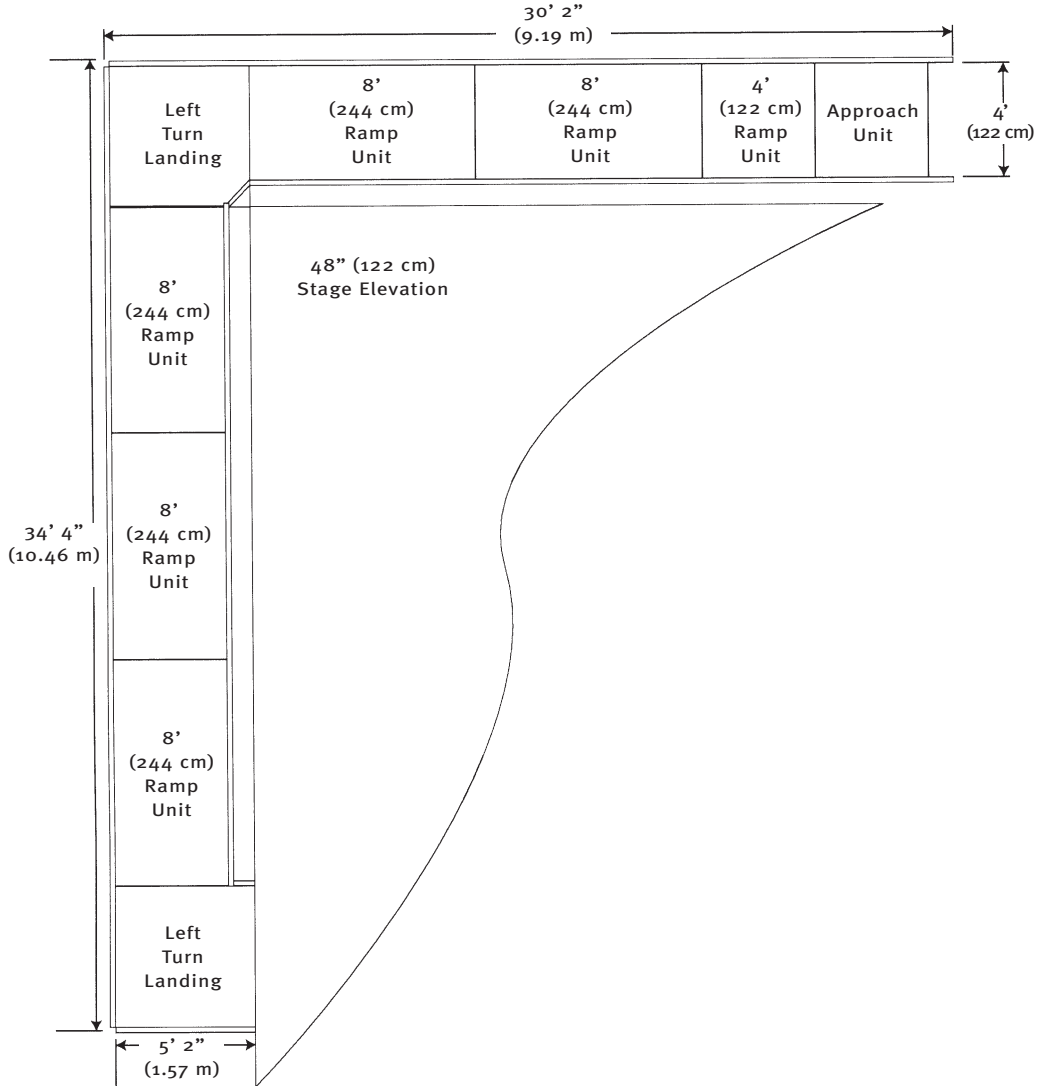 30' 2”
(9.19 m)
Left
Turn
Landing
8'
(244 cm)
Ramp
Unit
8'
(244 cm)
Ramp
Unit
4'
(122 cm)
Ramp
Unit
Approach
Unit
4'
(122 cm)
48” (122 cm)
Stage Elevation
8'
(244 cm)
Ramp
Unit
34' 4”
(10.46 m)
8'
(244 cm)
Ramp
Unit
8'
(244 cm)
Ramp
Unit
Left
Turn
Landing
5' 2”
(1.57 m)